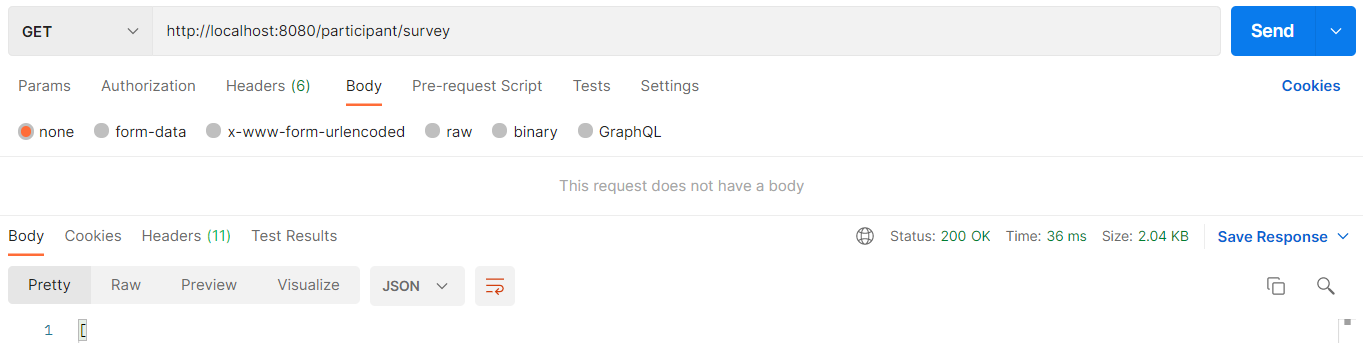 GET http://localhost:8080/participant/survey Send
Params Authorization Headers (6) Body Pre-request Script Tests Settings Cookies
none form-data x-www-form-urlencoded raw binary GraphQL
This request does not have a body
Body Cookies Headers (11) Test Results Status: 200 OK Time: 36 ms Size: 2.04 KB Save Response
Pretty Raw Preview Visualize JSON
1 [